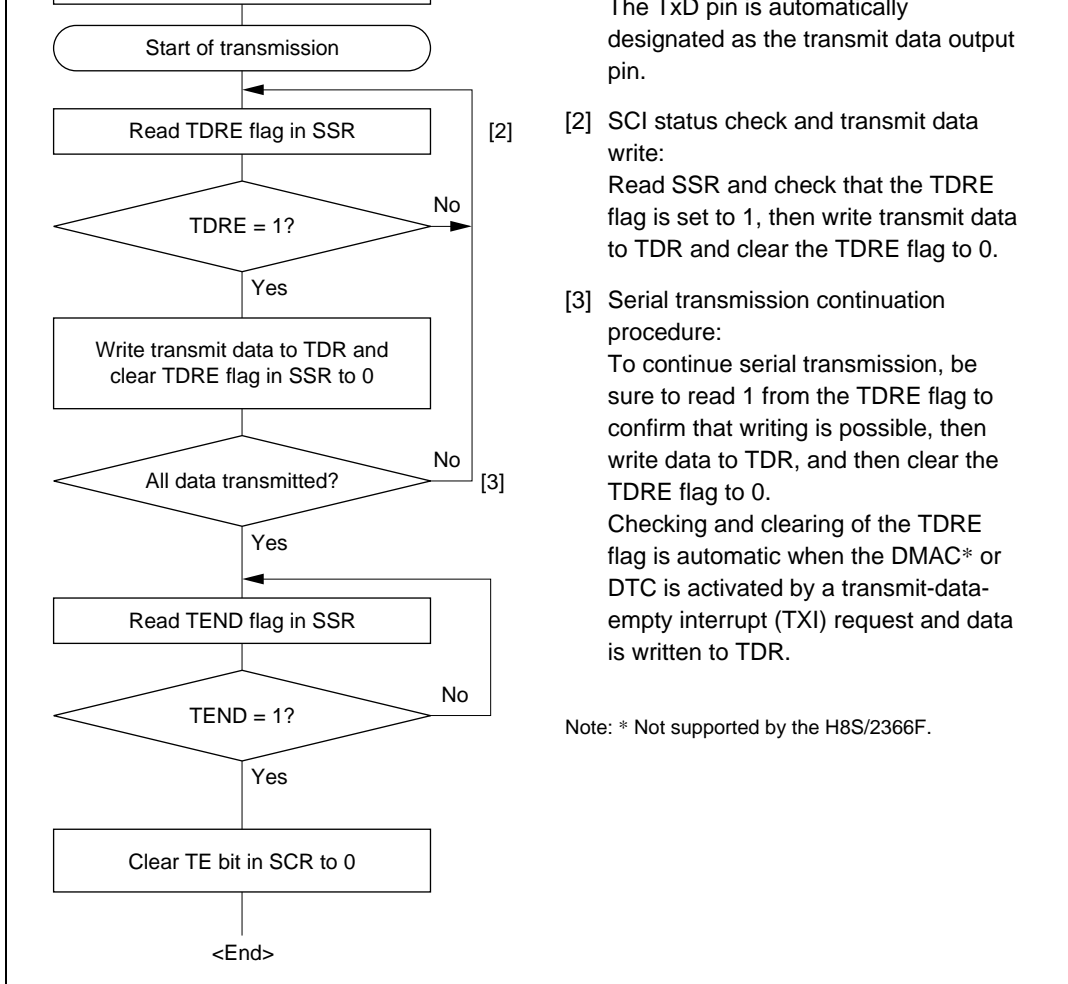 Start of transmission
Read TDRE flag in SSR
[2]
TDRE = 1?
No
Yes
Write transmit data to TDR and
clear TDRE flag in SSR to 0
All data transmitted?
No
[3]
Yes
Read TEND flag in SSR
TEND = 1?
No
Yes
Clear TE bit in SCR to 0
<End>
The TxD pin is automatically
designated as the transmit data output
pin.
[2] SCI status check and transmit data
write:
Read SSR and check that the TDRE
flag is set to 1, then write transmit data
to TDR and clear the TDRE flag to 0.
[3] Serial transmission continuation
procedure:
To continue serial transmission, be
sure to read 1 from the TDRE flag to
confirm that writing is possible, then
write data to TDR, and then clear the
TDRE flag to 0.
Checking and clearing of the TDRE
flag is automatic when the DMAC* or
DTC is activated by a transmit-data-
empty interrupt (TXI) request and data
is written to TDR.
Note: * Not supported by the H8S/2366F.